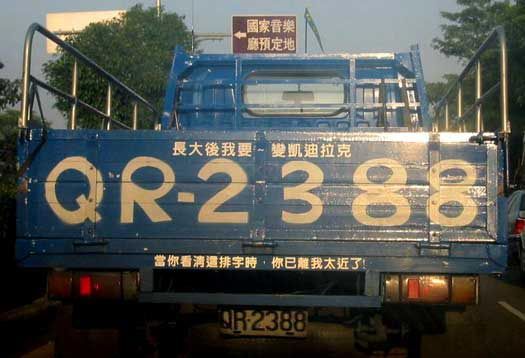 國家音樂
廳預定地
長大後我要~變凱迪拉克
QR-2388
當你看清這排字時，你已離我太近了!
QR-2388